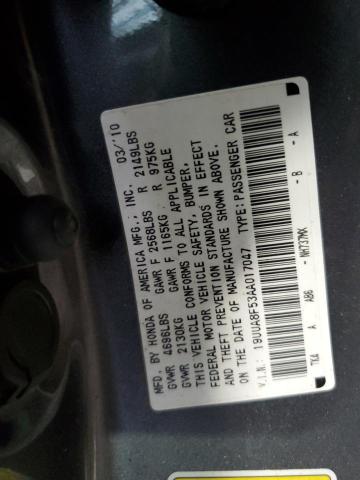 MFD. BY HONDA OF AMERICA MFG., INC. 03/10
GVWR 4696LBS GAWR F 2568LBS R 2149LBS
GVWR 2130KG GAWR F 1165KG R 975KG
THIS VEHICLE CONFORMS TO ALL APPLICABLE
FEDERAL MOTOR VEHICLE SAFETY, BUMPER,
AND THEFT PREVENTION STANDARDS IN EFFECT
ON THE DATE OF MANUFACTURE SHOWN ABOVE.
V.I.N.: 19UUA8F53AA017047 TYPE: PASSENGER CAR
TK4 A A86 NH737MX - B - A